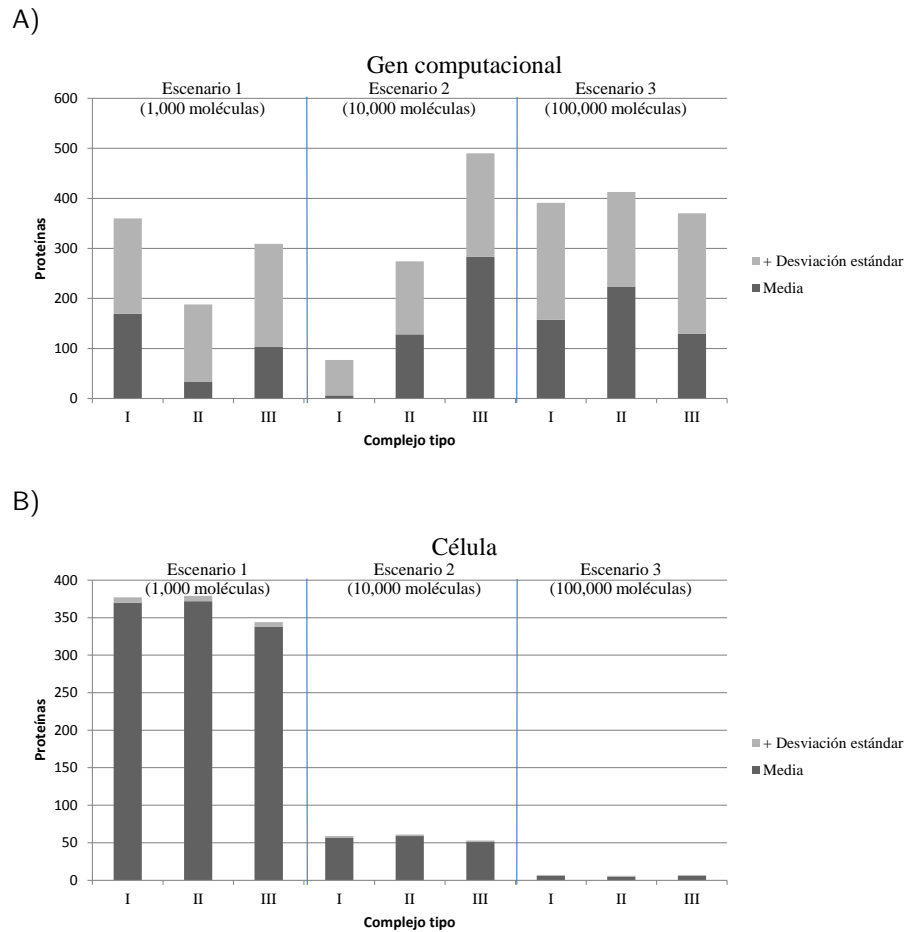 A)
Gen computacional
Escenario 1
(1,000 moléculas)
Escenario 2
(10,000 moléculas)
Escenario 3
(100,000 moléculas)
600
500
400
300
200
100
0
Proteínas
I II III I II III I II III
Complejo tipo
+ Desviación estándar
Media
B)
Célula
Escenario 1
(1,000 moléculas)
Escenario 2
(10,000 moléculas)
Escenario 3
(100,000 moléculas)
400
350
300
250
200
150
100
50
0
Proteínas
I II III I II III I II III
Complejo tipo
+ Desviación estándar
Media